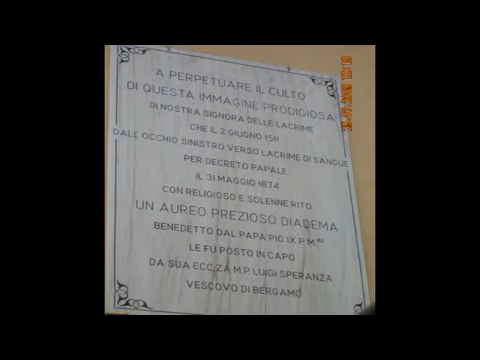 A PERPETUARE IL CULTO
DI QUESTA IMMAGINE PRODIGIOSA
DI NOSTRA SIGNORA DELLE LACRIME
CHE IL 2 GIUGNO 1511
DALL'OCCHIO SINISTRO VERSO LACRIME DI SANGUE
PER DECRETO PAPALE
IL 31 MAGGIO 1874
CON RELIGIOSO E SOLENNE RITO
UN AUREO PREZIOSO DIADEMA
BENEDETTO DAL PAPA PIO IX P. M.
LE FU POSTO IN CAPO
DA SUA ECC.ZA M.P. LUIGI SPERANZA
VESCOVO DI BERGAMO